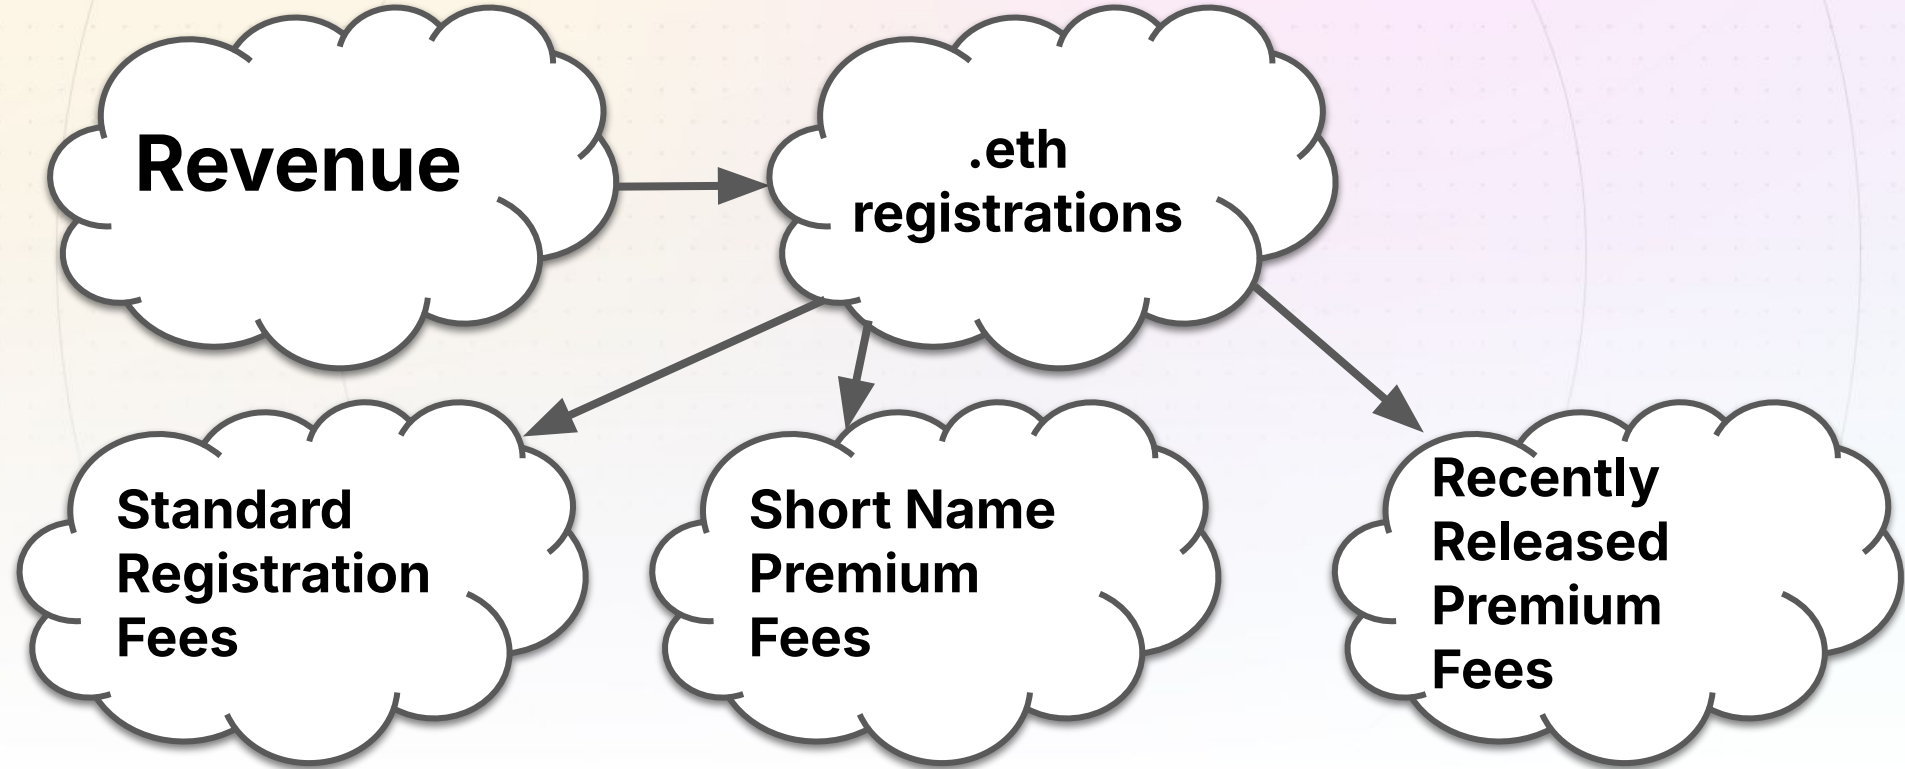 Revenue
.eth
registrations
Standard
Registration
Fees
Short Name
Premium
Fees
Recently
Released
Premium
Fees